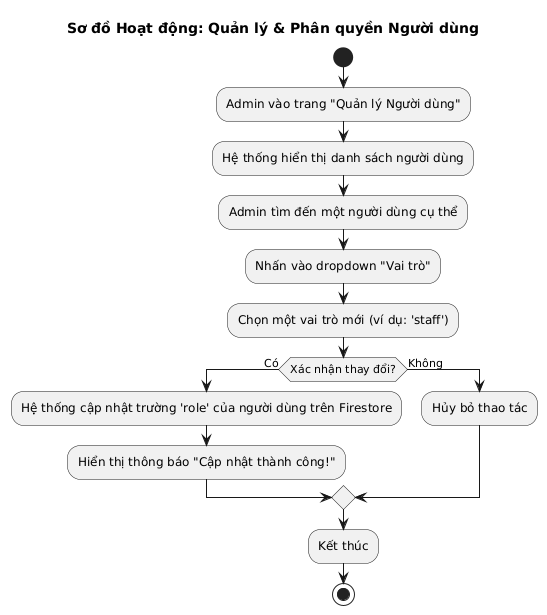 Sơ đồ Hoạt động: Quản lý & Phân quyền Người dùng
Admin vào trang "Quản lý Người dùng"
Hệ thống hiển thị danh sách người dùng
Admin tìm đến một người dùng cụ thể
Nhấn vào dropdown "Vai trò"
Chọn một vai trò mới (ví dụ: 'staff')
Có
Xác nhận thay đổi?
Không
Hệ thống cập nhật trường 'role' của người dùng trên Firestore
Hủy bỏ thao tác
Hiển thị thông báo "Cập nhật thành công!"
Kết thúc